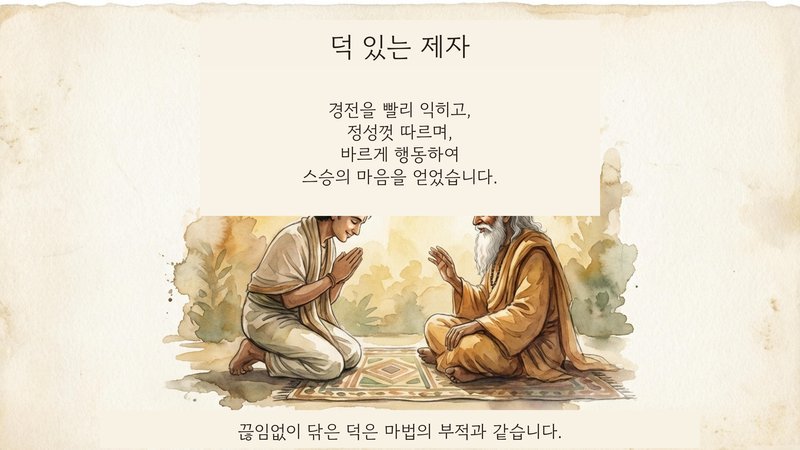 덕 있는 제자
경전을 빨리 익히고,
정성껏 따르며,
바르게 행동하여
스승의 마음을 얻었습니다.
끊임없이 닦은 덕은 마법의 부적과 같습니다.